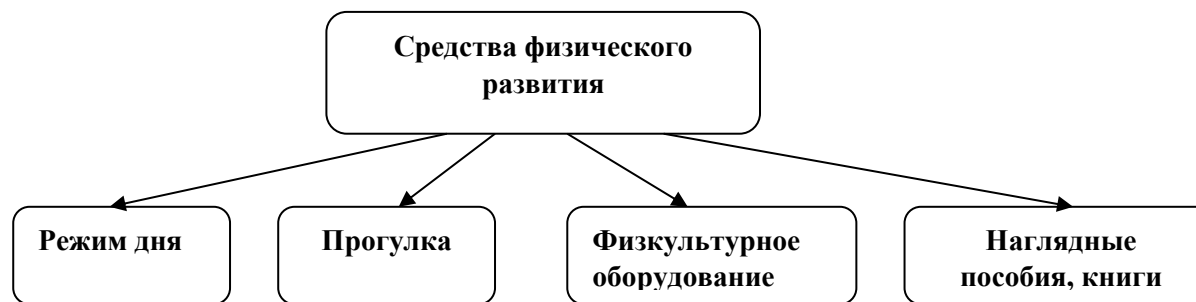 Средства физического
развития
Режим дня
Прогулка
Физкультурное
оборудование
Наглядные
пособия, книги